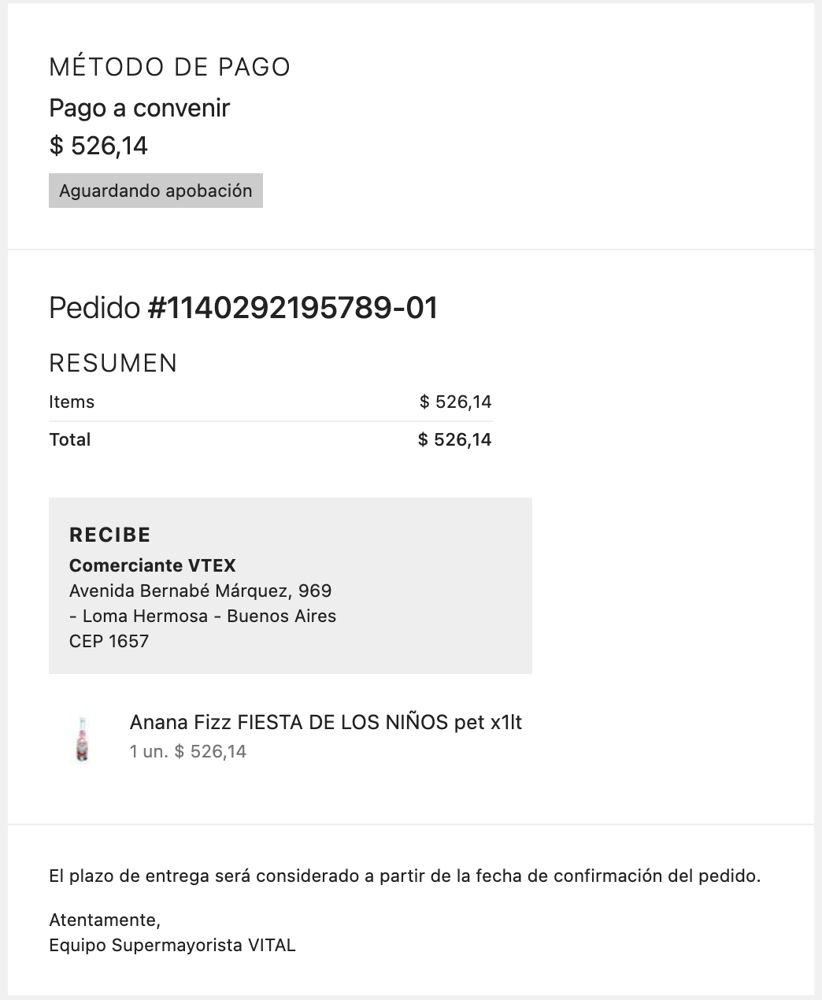 MÉTODO DE PAGO
Pago a convenir
$ 526,14
Aguardando apobación
Pedido #1140292195789-01
RESUMEN
Items $ 526,14
Total $ 526,14
RECIBE
Comerciante VTEX
Avenida Bernabé Márquez, 969
- Loma Hermosa - Buenos Aires
CEP 1657
Anana Fizz FIESTA DE LOS NIÑOS pet x1lt
1 un. $ 526,14
El plazo de entrega será considerado a partir de la fecha de confirmación del pedido.
Atentamente,
Equipo Supermayorista VITAL